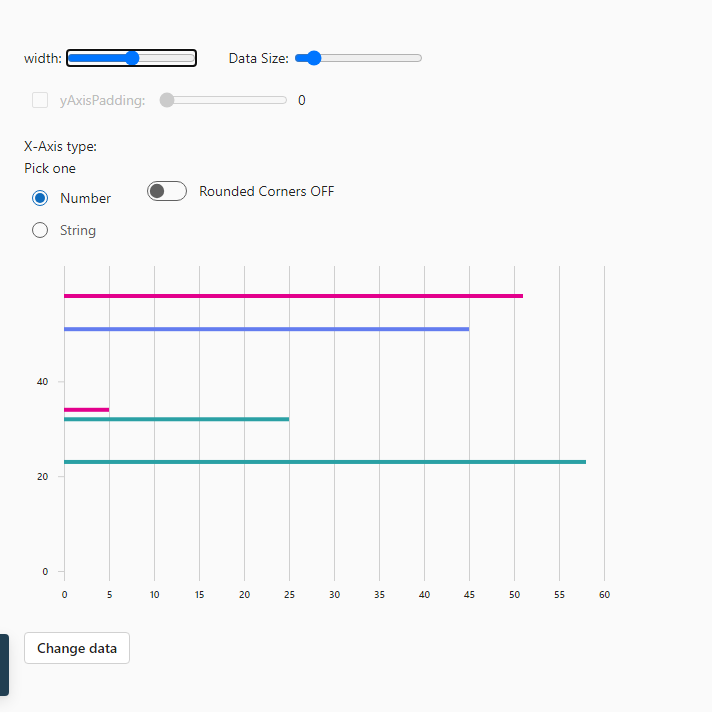 width: Data Size:
yAxisPadding: 0
X-Axis type:
Pick one
Number Rounded Corners OFF
String
40
20
0
0 5 10 15 20 25 30 35 40 45 50 55 60
Change data